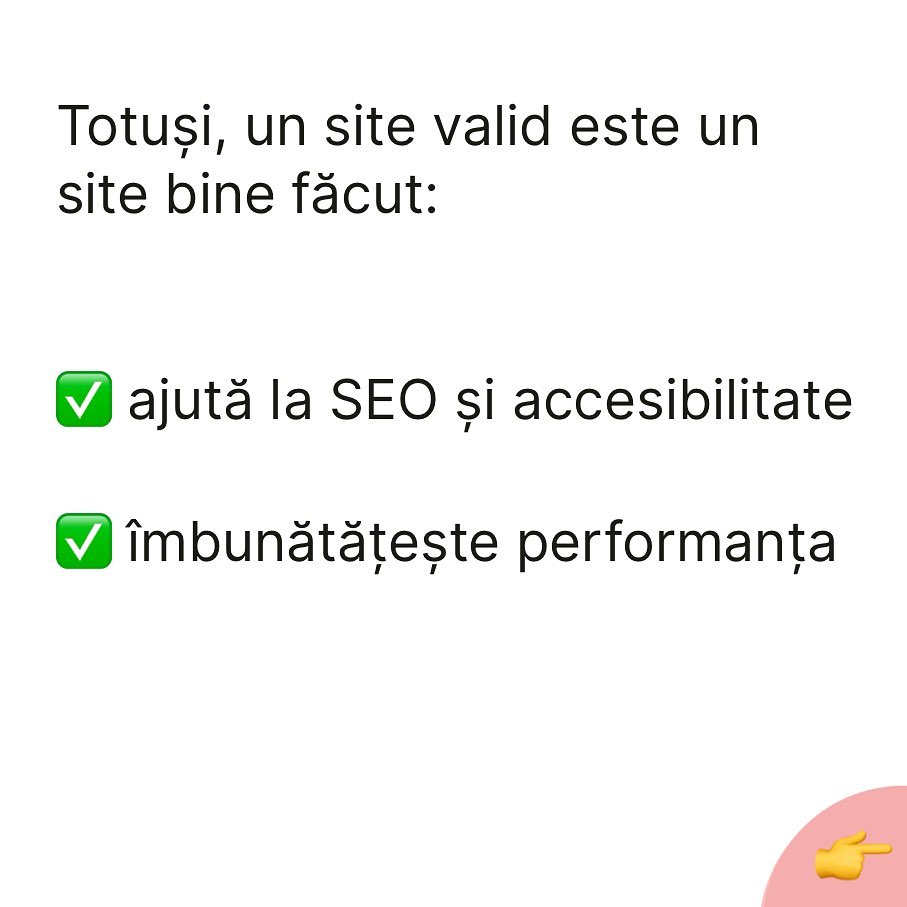 Totuși, un site valid este un
site bine făcut:
✅ ajută la SEO și accesibilitate
✅ îmbunătățește performanța